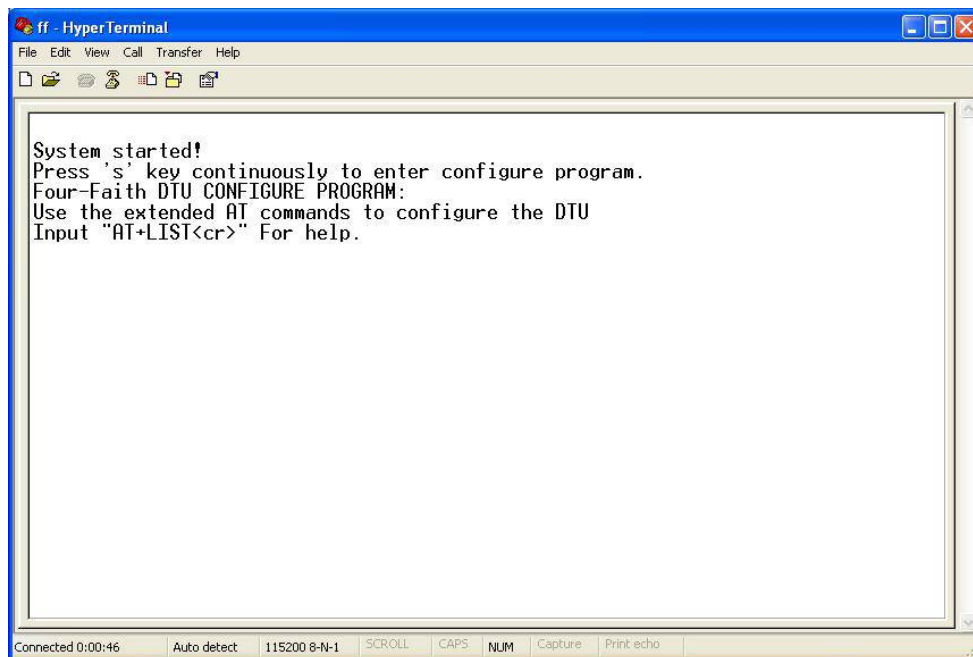 ff - HyperTerminal
File Edit View Call Transfer Help
System started!
Press 's' key continuously to enter configure program.
Four-Faith DTU CONFIGURE PROGRAM:
Use the extended AT commands to configure the DTU
Input "AT+LIST<cr>" For help.
Connected 0:00:46 Auto detect 115200 8-N-1 SCROLL CAPS NUM Capture Print echo